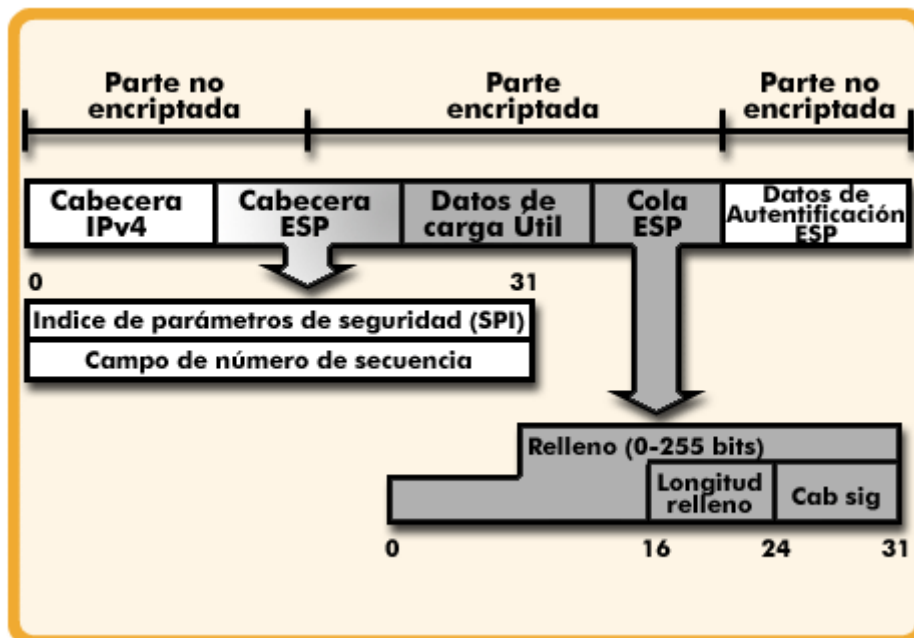 Parte no
encriptada
Parte
encriptada
Parte no
encriptada
Cabecera
IPv4
Cabecera
ESP
Datos de
carga Útil
Cola
ESP
Datos de
Autentificación
ESP
0
31
Indice de parámetros de seguridad (SPI)
Campo de número de secuencia
Relleno (0-255 bits)
Longitud
relleno
Cab sig
0
16
24
31